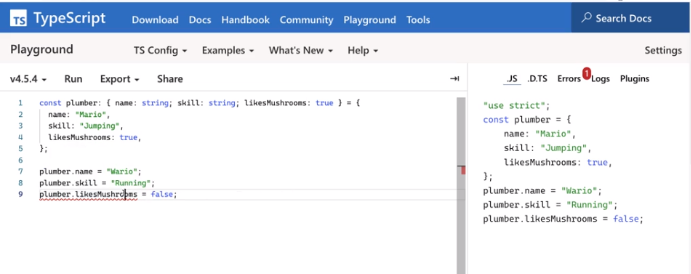 TS TypeScript Download Docs Handbook Community Playground Tools Search Docs
Playground TS Config Examples What's New Help Settings
v4.5.4 Run Export Share JS .D.TS Errors 1 Logs Plugins
1 const plumber: { name: string; skill: string; likesMushrooms: true } = {
2 name: "Mario",
3 skill: "Jumping",
4 likesMushrooms: true,
5 };
6
7 plumber.name = "Wario";
8 plumber.skill = "Running";
9 plumber.likesMushrooms = false;
"use strict";
const plumber = {
name: "Mario",
skill: "Jumping",
likesMushrooms: true,
};
plumber.name = "Wario";
plumber.skill = "Running";
plumber.likesMushrooms = false;